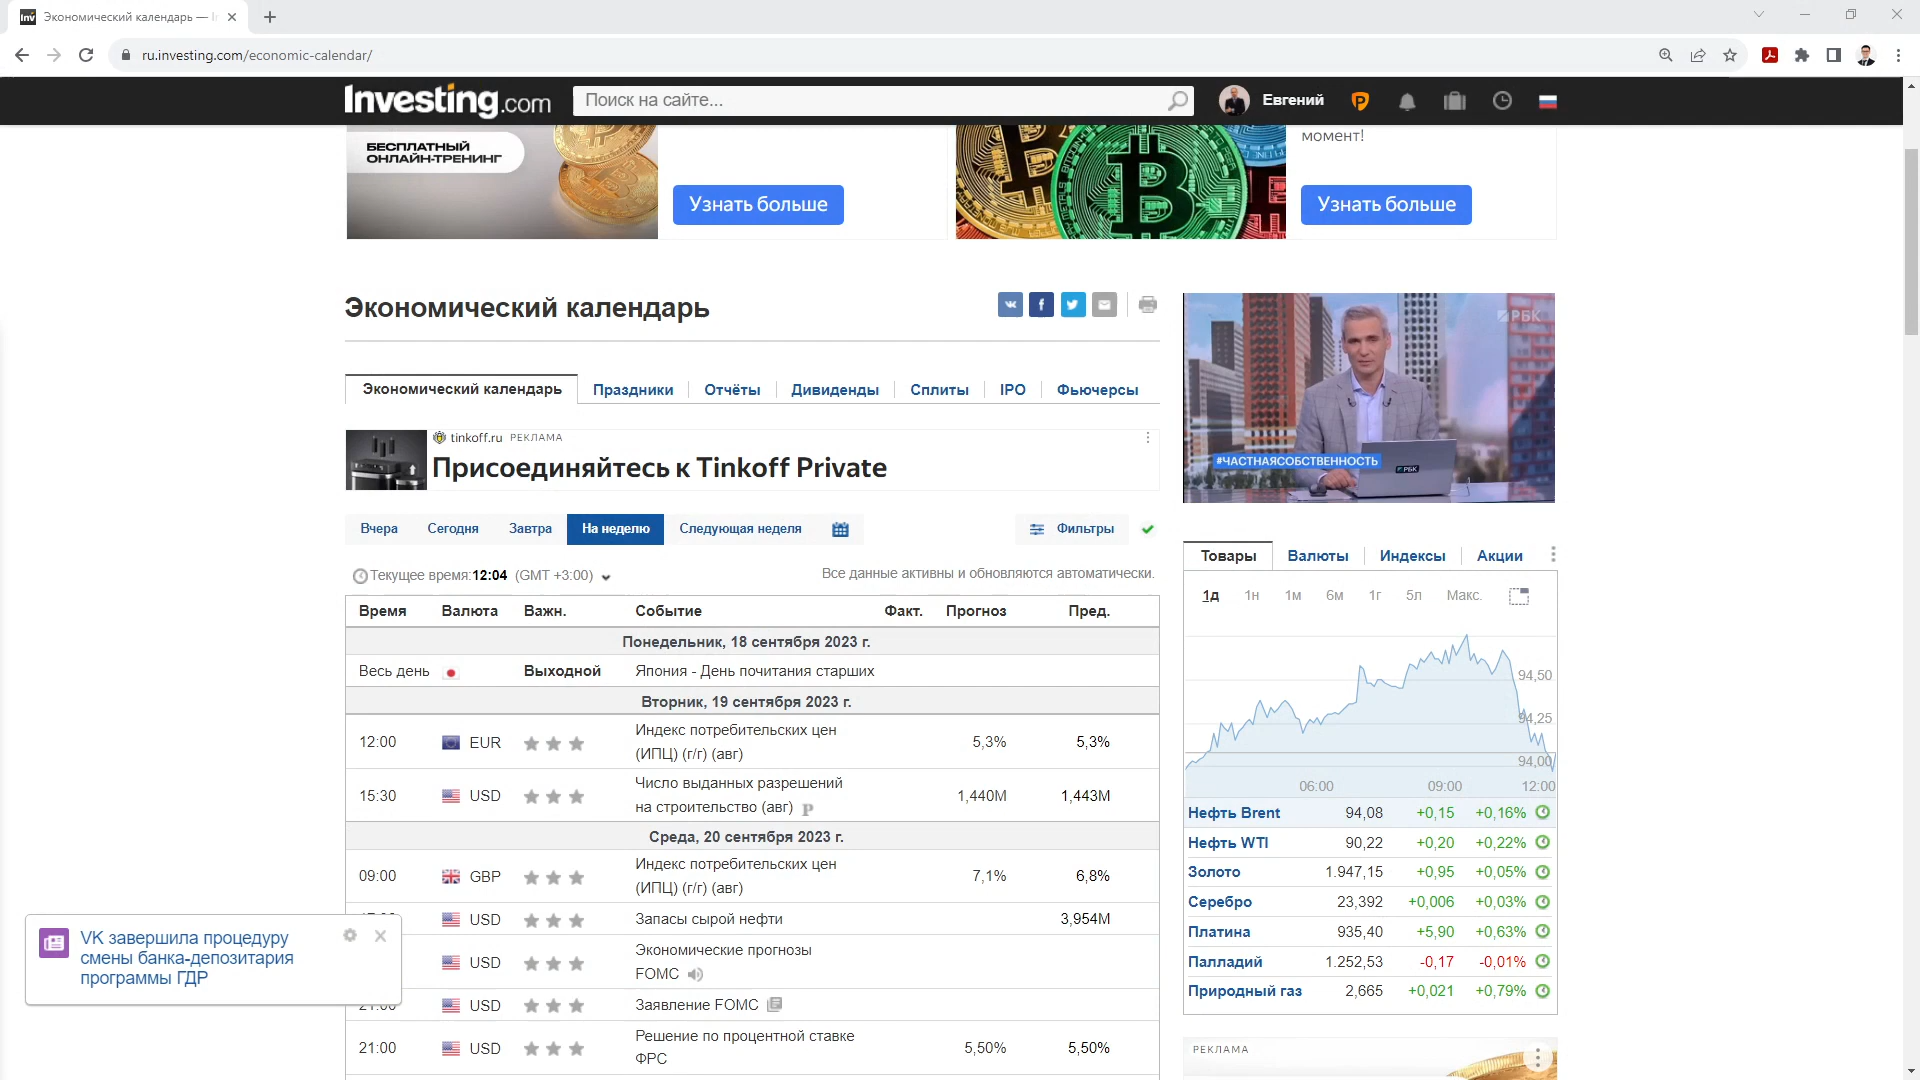 Экономический календарь — In
ru.investing.com/economic-calendar/
Investing.com
Поиск на сайте...
Евгений
БЕСПЛАТНЫЙ
ОНЛАЙН-ТРЕНИНГ
Узнать больше
момент!
Узнать больше
Экономический календарь
Экономический календарь Праздники Отчёты Дивиденды Сплиты IPO Фьючерсы
tinkoff.ru РЕКЛАМА
Присоединяйтесь к Tinkoff Private
Вчера Сегодня Завтра На неделю Следующая неделя Фильтры
Текущее время:12:04 (GMT +3:00) Все данные активны и обновляются автоматически.
Время Валюта Важн. Событие Факт. Прогноз Пред.
Понедельник, 18 сентября 2023 г.
Весь день Выходной Япония - День почитания старших
Вторник, 19 сентября 2023 г.
12:00 EUR Индекс потребительских цен
(ИПЦ) (г/г) (авг) 5,3% 5,3%
15:30 USD Число выданных разрешений
на строительство (авг) 1,440M 1,443M
Среда, 20 сентября 2023 г.
09:00 GBP Индекс потребительских цен
(ИПЦ) (г/г) (авг) 7,1% 6,8%
USD Запасы сырой нефти 3,954M
USD Экономические прогнозы
FOMC
21:00 USD Заявление FOMC
21:00 USD Решение по процентной ставке
ФРС 5,50% 5,50%
VK завершила процедуру
смены банка-депозитария
программы ГДР
РБК
#ЧАСТНАЯСОБСТВЕННОСТЬ
РБК
Товары Валюты Индексы Акции
1д 1н 1м 6м 1г 5л Макс.
94,50
94,25
94,00
06:00 09:00 12:00
Нефть Brent 94,08 +0,15 +0,16%
Нефть WTI 90,22 +0,20 +0,22%
Золото 1.947,15 +0,95 +0,05%
Серебро 23,392 +0,006 +0,03%
Платина 935,40 +5,90 +0,63%
Палладий 1.252,53 -0,17 -0,01%
Природный газ 2,665 +0,021 +0,79%
РЕКЛАМА